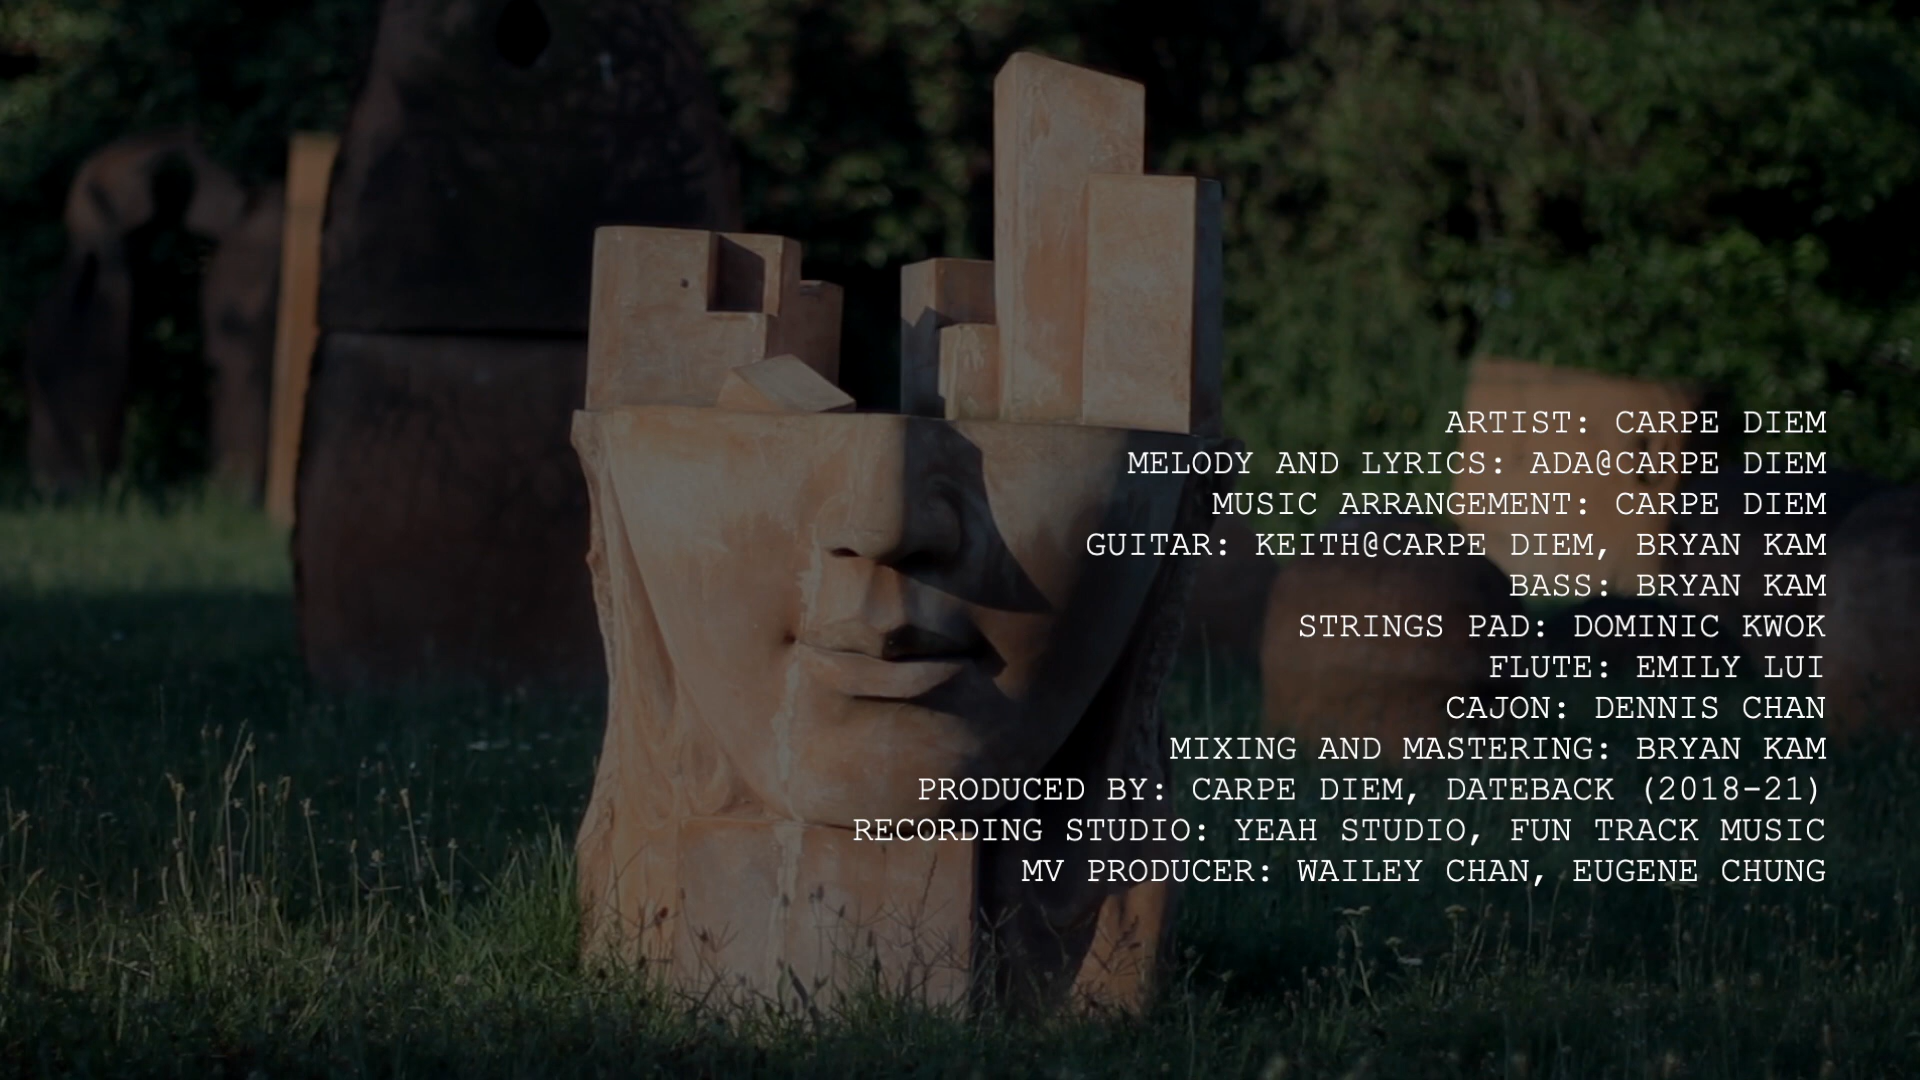 ARTIST: CARPE DIEM
MELODY AND LYRICS: ADA@CARPE DIEM
MUSIC ARRANGEMENT: CARPE DIEM
GUITAR: KEITH@CARPE DIEM, BRYAN KAM
BASS: BRYAN KAM
STRINGS PAD: DOMINIC KWOK
FLUTE: EMILY LUI
CAJON: DENNIS CHAN
MIXING AND MASTERING: BRYAN KAM
PRODUCED BY: CARPE DIEM, DATEBACK (2018-21)
RECORDING STUDIO: YEAH STUDIO, FUN TRACK MUSIC
MV PRODUCER: WAILEY CHAN, EUGENE CHUNG